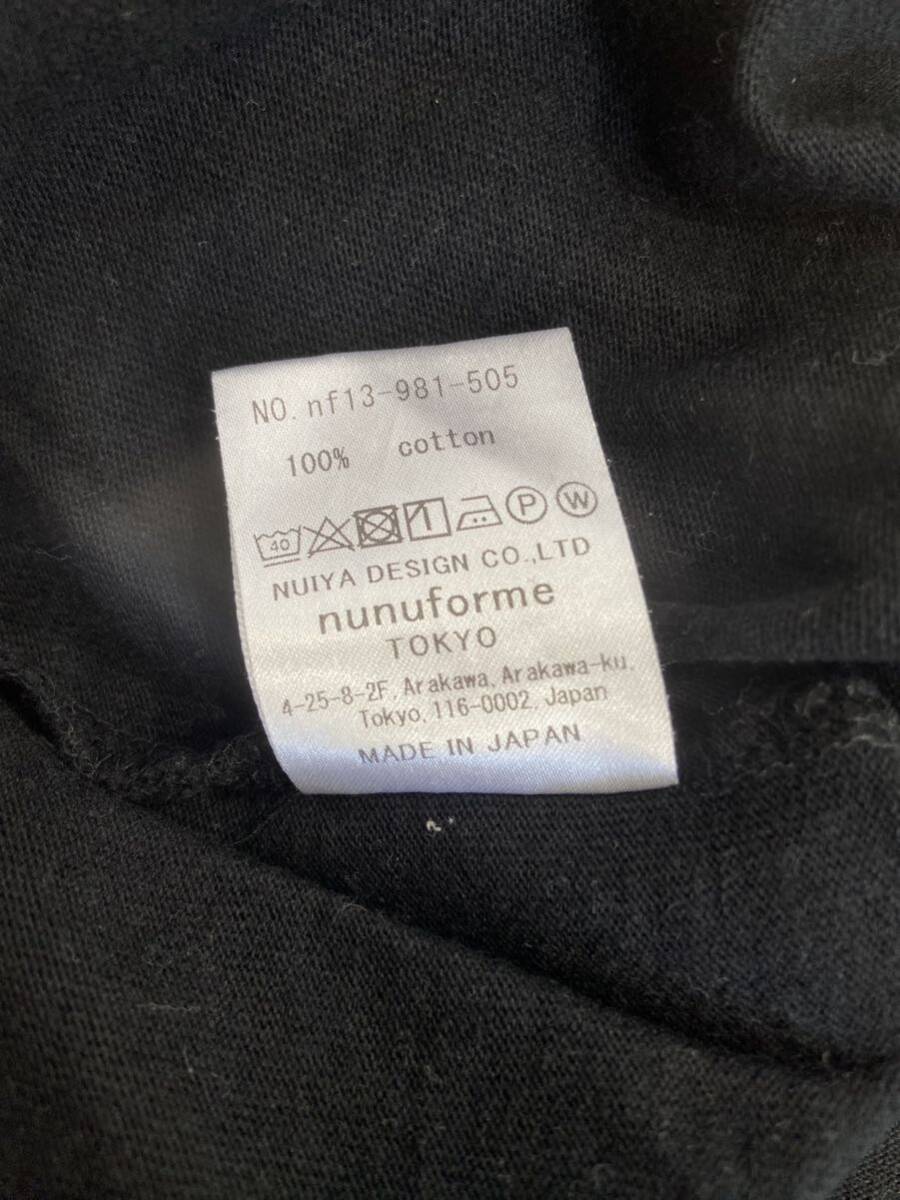 NO. nf13-981-505
100% cotton
40 P W
NUIYA DESIGN CO.,LTD
nunuforme
TOKYO
4-25-8-2F, Arakawa, Arakawa-ku,
Tokyo, 116-0002, Japan
MADE IN JAPAN